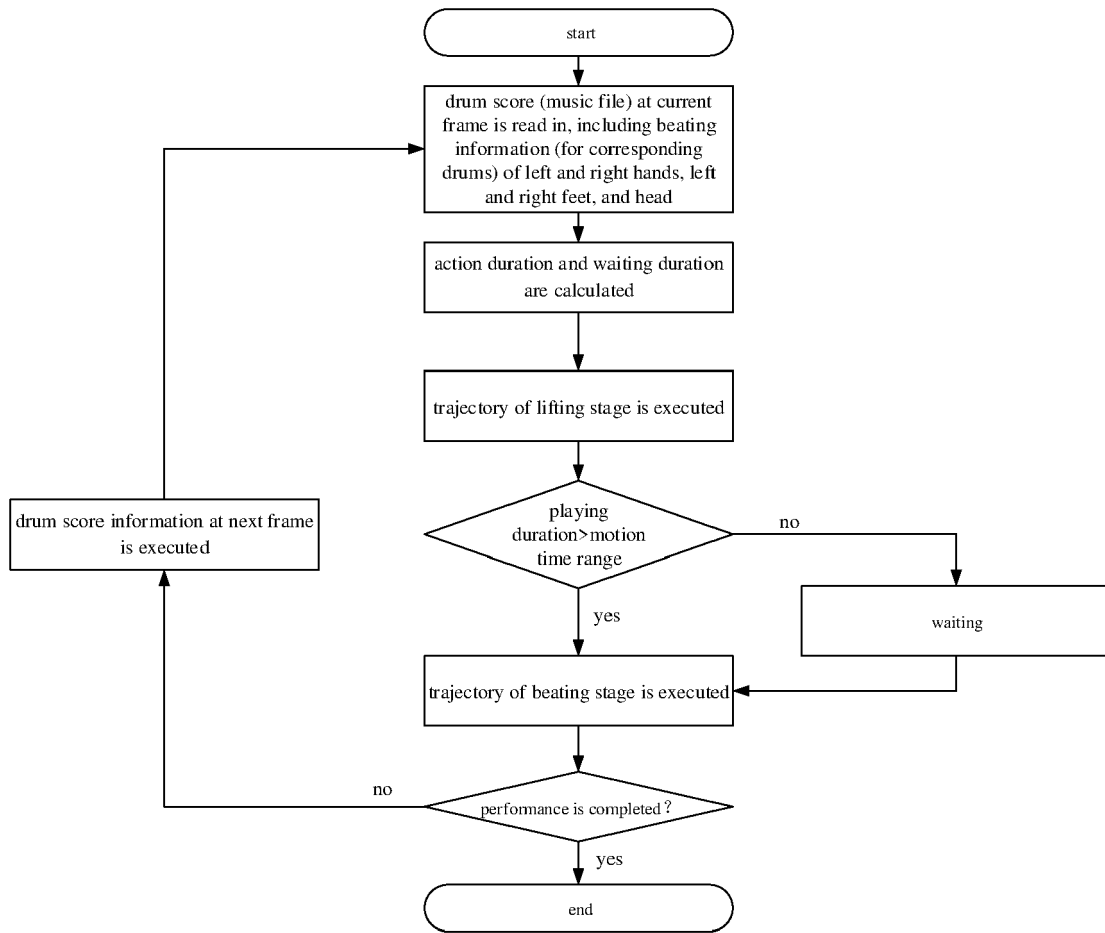 start
drum score (music file) at current
frame is read in, including beating
information (for corresponding
drums) of left and right hands, left
and right feet, and head
action duration and waiting duration
are calculated
trajectory of lifting stage is executed
playing
duration>motion
time range
no
yes
waiting
trajectory of beating stage is executed
drum score information at next frame
is executed
performance is completed？
no
yes
end